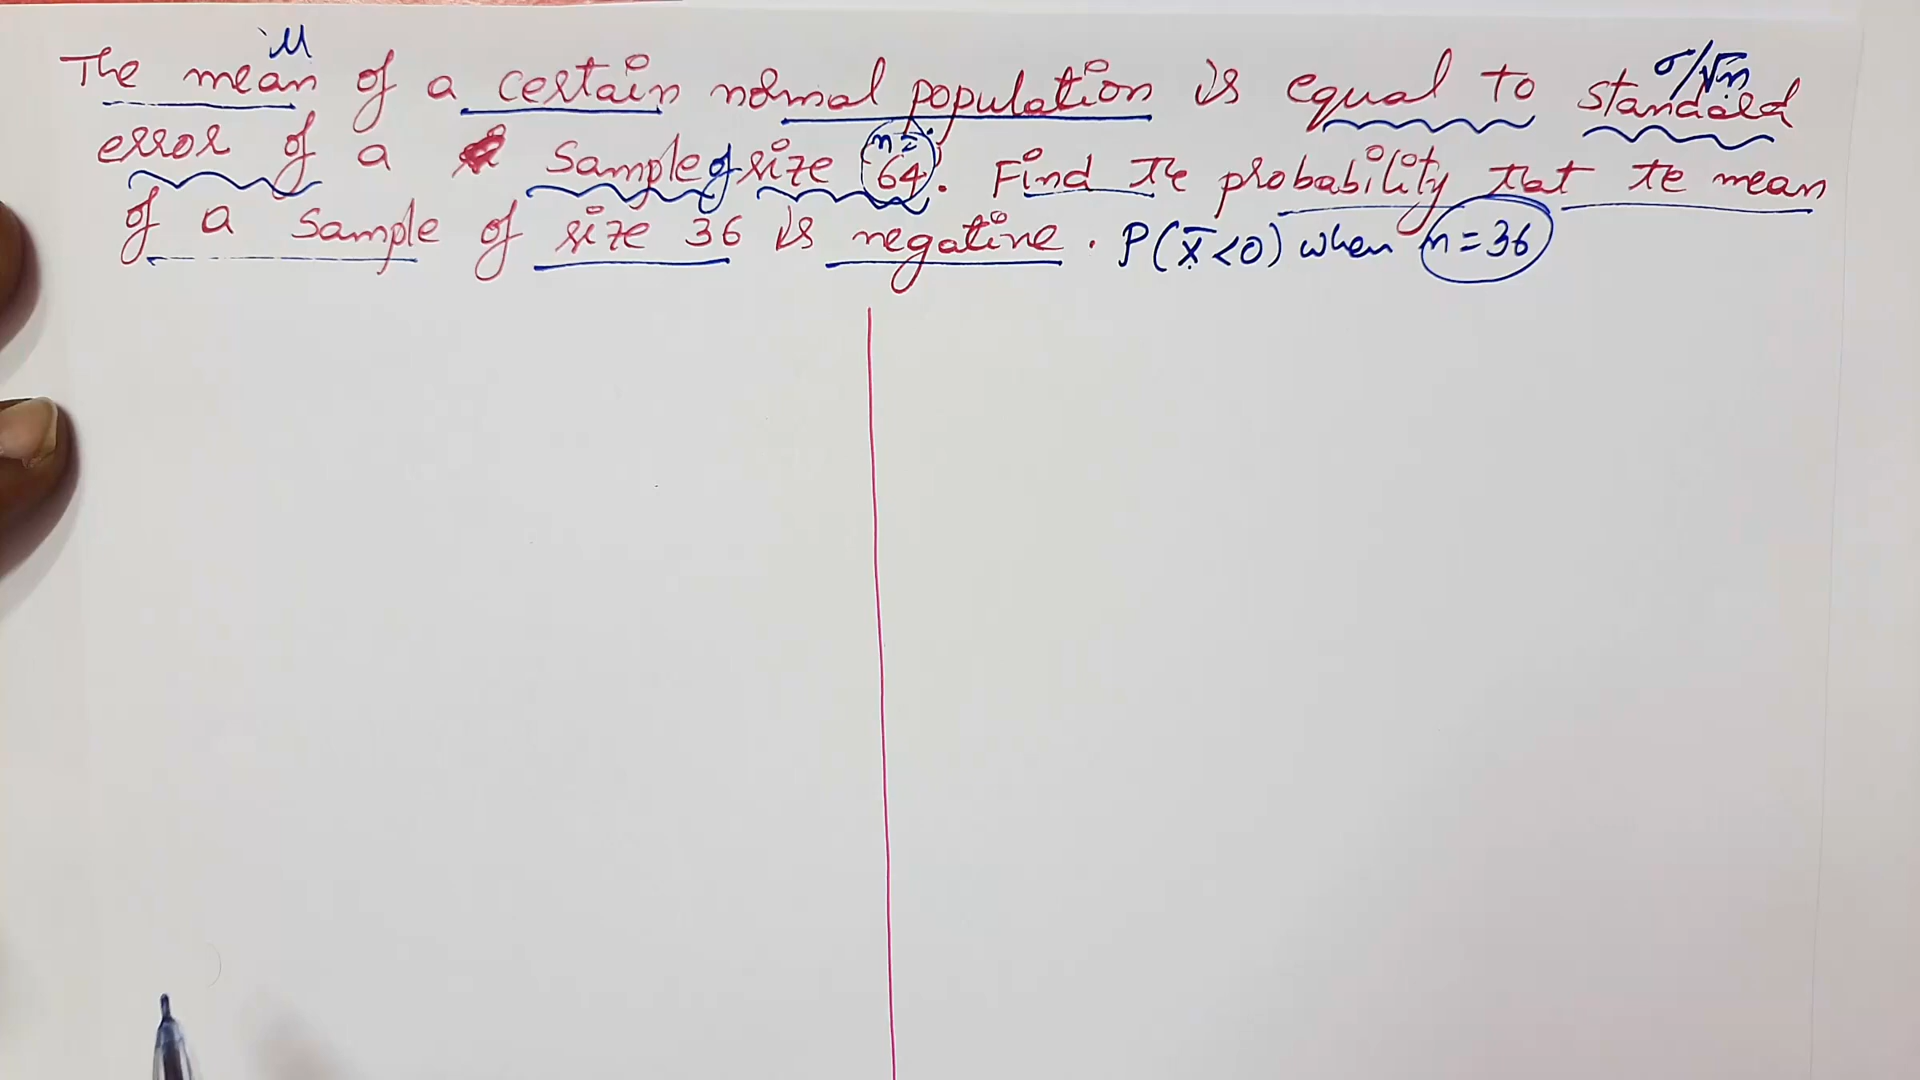 μ
The mean of a certain normal population is equal to standard σ/√n
error of a sample of size n = 64. Find the probability that te mean
of a sample of size 36 is negative. P(x̄<0) when n=36